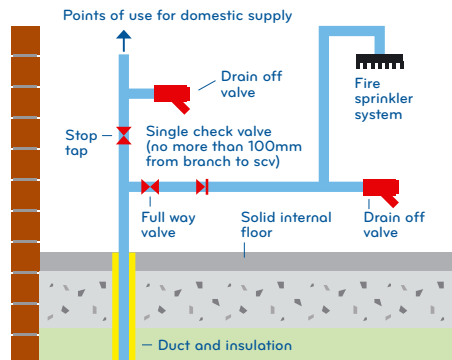 Points of use for domestic supply
Drain off
valve
Fire
sprinkler
system
Stop
tap
Single check valve
(no more than 100mm
from branch to scv)
Full way
valve
Solid internal
floor
Drain off
valve
Duct and insulation